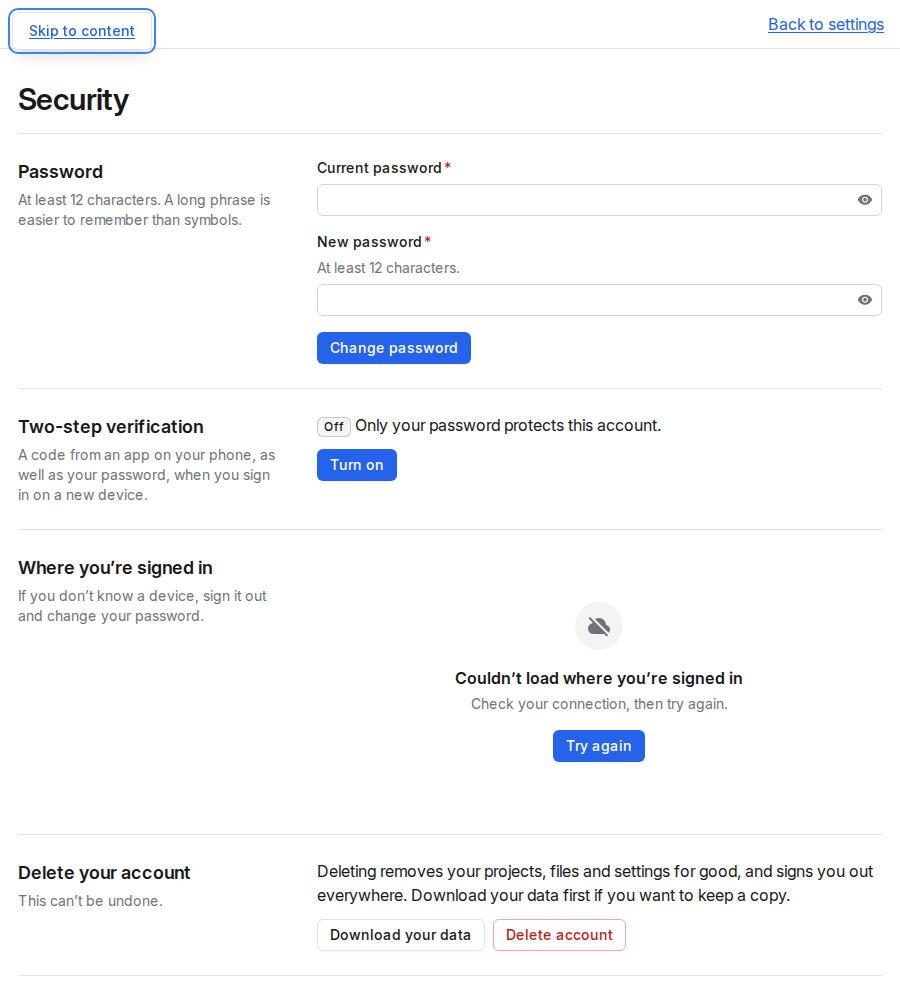 Skip to content
Back to settings
Security
Password
At least 12 characters. A long phrase is
easier to remember than symbols.
Current password*
New password*
At least 12 characters.
Change password
Two-step verification
A code from an app on your phone, as
well as your password, when you sign
in on a new device.
Off Only your password protects this account.
Turn on
Where you’re signed in
If you don’t know a device, sign it out
and change your password.
Couldn’t load where you’re signed in
Check your connection, then try again.
Try again
Delete your account
This can’t be undone.
Deleting removes your projects, files and settings for good, and signs you out
everywhere. Download your data first if you want to keep a copy.
Download your data
Delete account